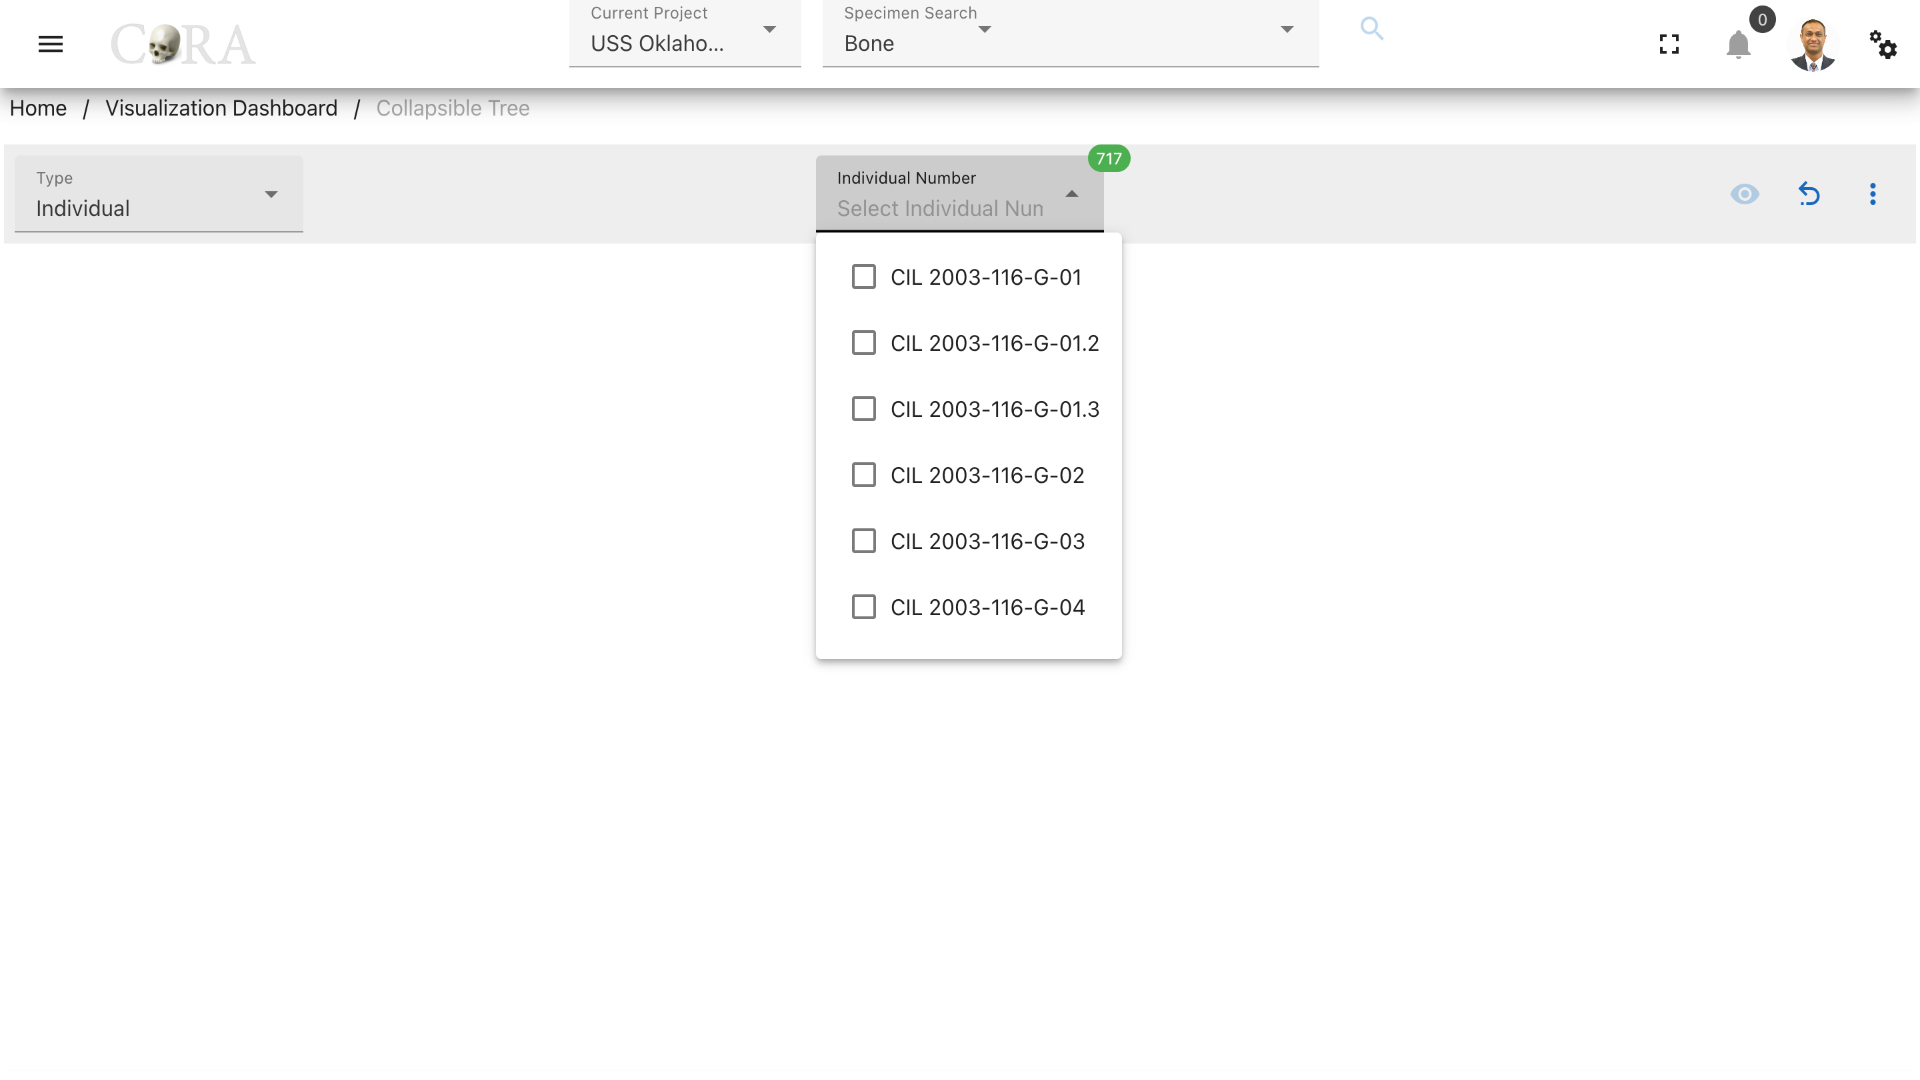 CORA
Current Project
USS Oklaho...
Specimen Search
Bone
0
Home / Visualization Dashboard / Collapsible Tree
Type
Individual
Individual Number
Select Individual Nun
717
CIL 2003-116-G-01
CIL 2003-116-G-01.2
CIL 2003-116-G-01.3
CIL 2003-116-G-02
CIL 2003-116-G-03
CIL 2003-116-G-04